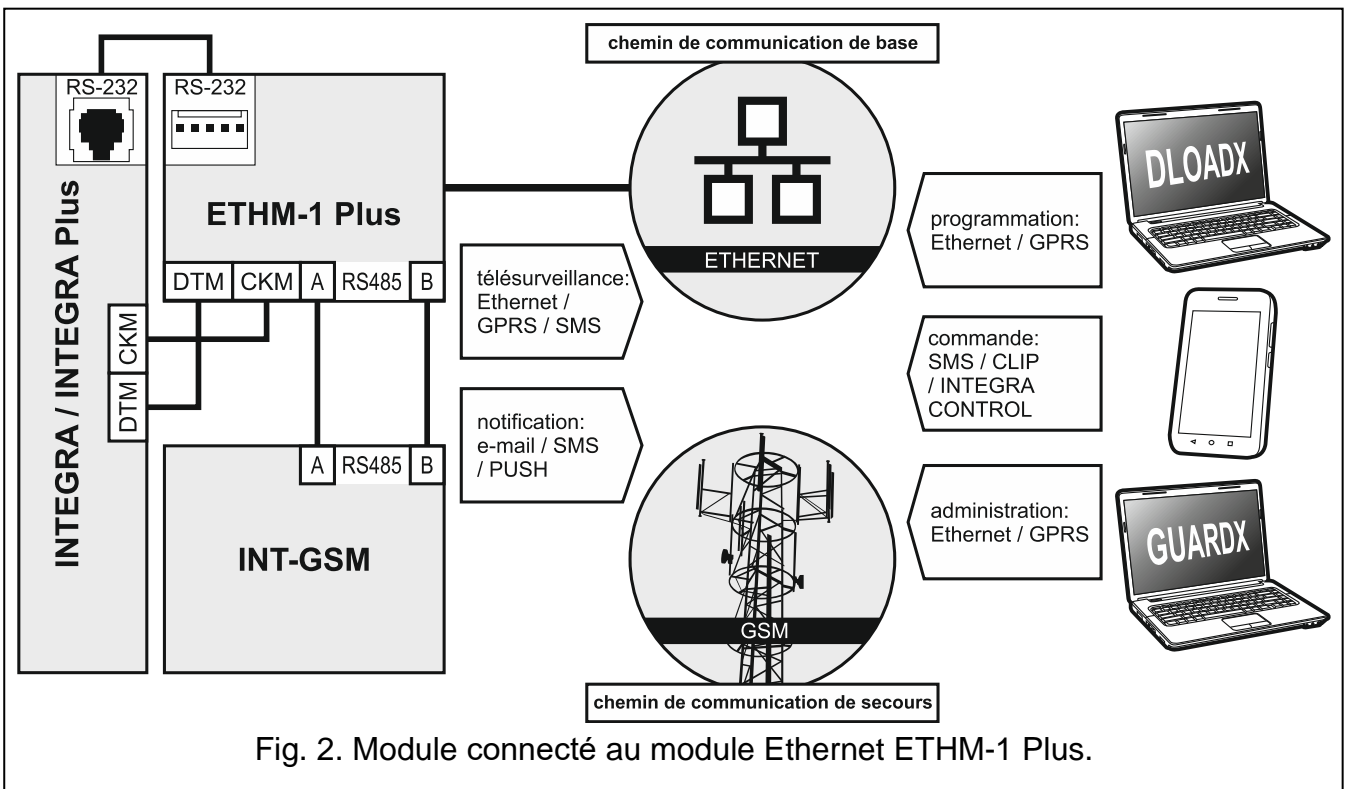 chemin de communication de base
RS-232
RS-232
ETHM-1 Plus
DTM CKM A RS485 B
INTEGRA / INTEGRA Plus
CKM
DTM
A RS485 B
INT-GSM
ETHERNET
télésurveillance:
Ethernet /
GPRS / SMS
notification:
e-mail / SMS
/ PUSH
GSM
chemin de communication de secours
programmation:
Ethernet / GPRS
commande:
SMS / CLIP
/ INTEGRA
CONTROL
administration:
Ethernet / GPRS
DLOADX
GUARDX
Fig. 2. Module connecté au module Ethernet ETHM-1 Plus.